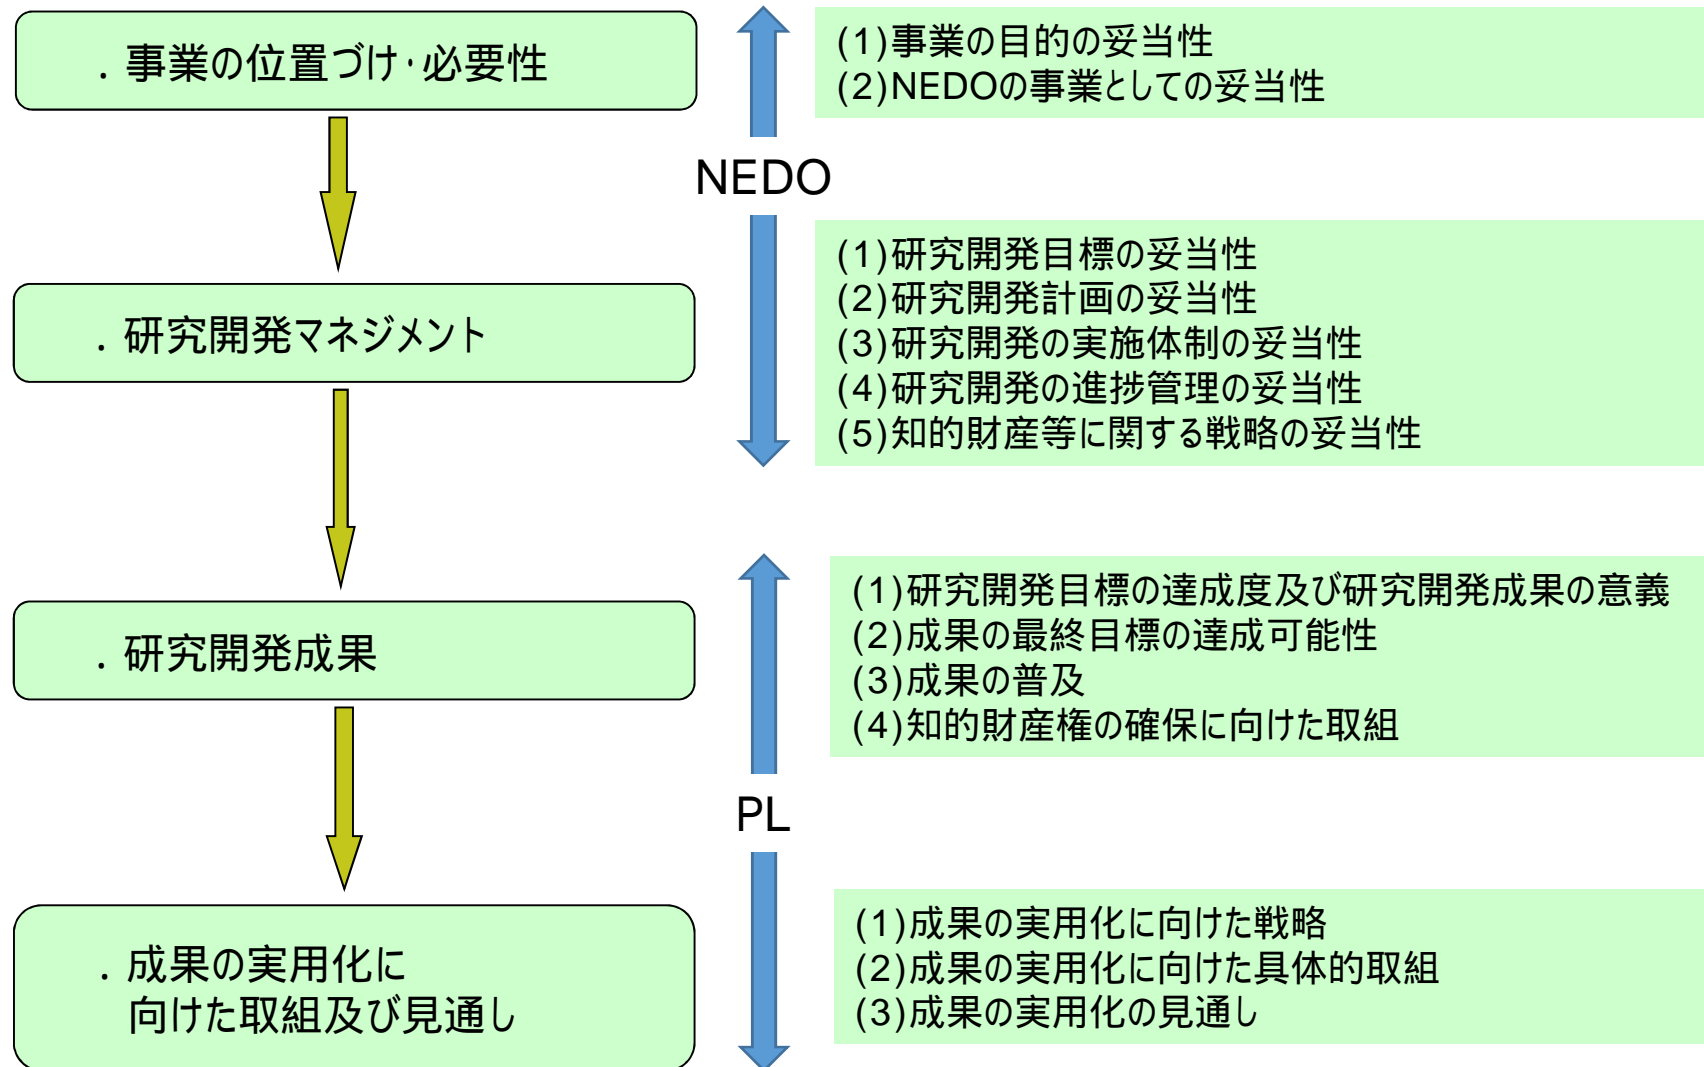 . 事業の位置づけ・必要性
(1)事業の目的の妥当性
(2)NEDOの事業としての妥当性
NEDO
. 研究開発マネジメント
(1)研究開発目標の妥当性
(2)研究開発計画の妥当性
(3)研究開発の実施体制の妥当性
(4)研究開発の進捗管理の妥当性
(5)知的財産等に関する戦略の妥当性
. 研究開発成果
(1)研究開発目標の達成度及び研究開発成果の意義
(2)成果の最終目標の達成可能性
(3)成果の普及
(4)知的財産権の確保に向けた取組
PL
. 成果の実用化に
向けた取組及び見通し
(1)成果の実用化に向けた戦略
(2)成果の実用化に向けた具体的取組
(3)成果の実用化の見通し